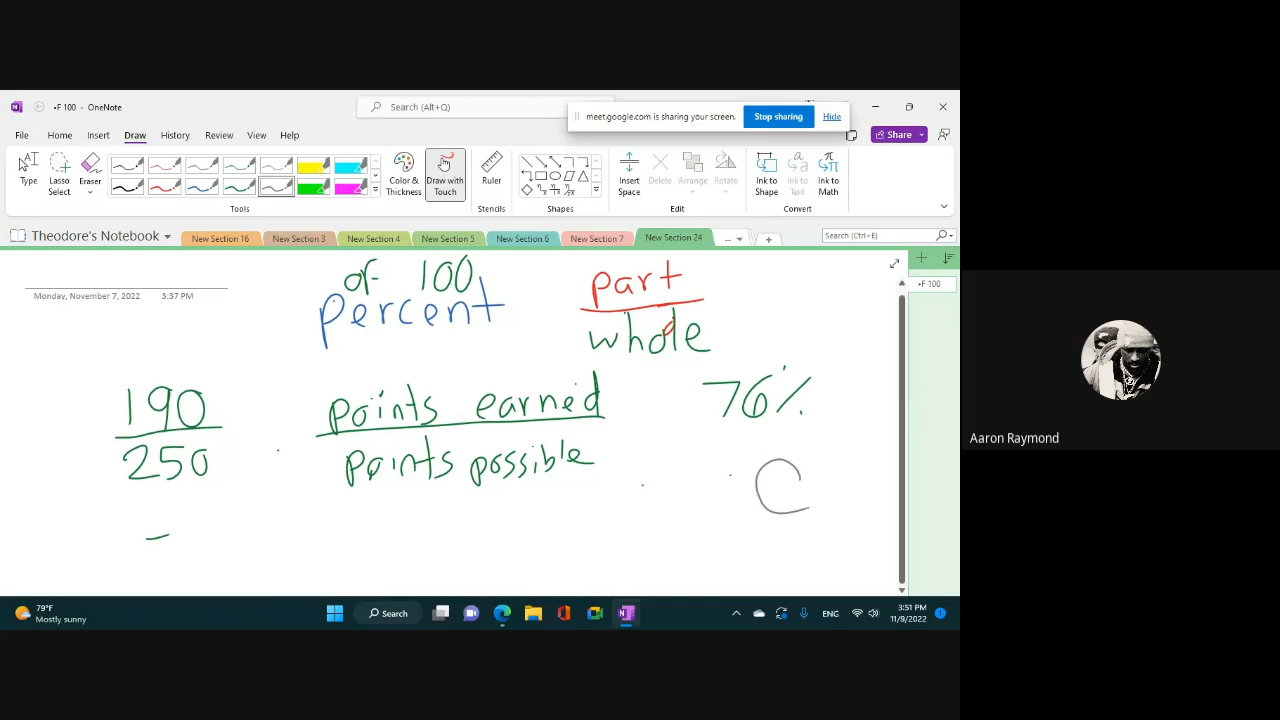 •F 100 - OneNote
Search (Alt+Q)
meet.google.com is sharing your screen. Stop sharing Hide
File Home Insert Draw History Review View Help
Share
Type Lasso Select Eraser Color & Thickness Draw with Touch Ruler Insert Space Delete Arrange Rotate Ink to Shape Ink to Text Ink to Math
Tools Stencils Shapes Edit Convert
Theodore's Notebook New Section 16 New Section 3 New Section 4 New Section 5 New Section 6 New Section 7 New Section 24 ... Search (Ctrl+E)
•F 100
Monday, November 7, 2022 3:37 PM
of 100
Percent
part
whole
190
250
points earned
points possible
76%
C
Aaron Raymond
79°F
Mostly sunny
Search
ENG
3:51 PM
11/9/2022
1